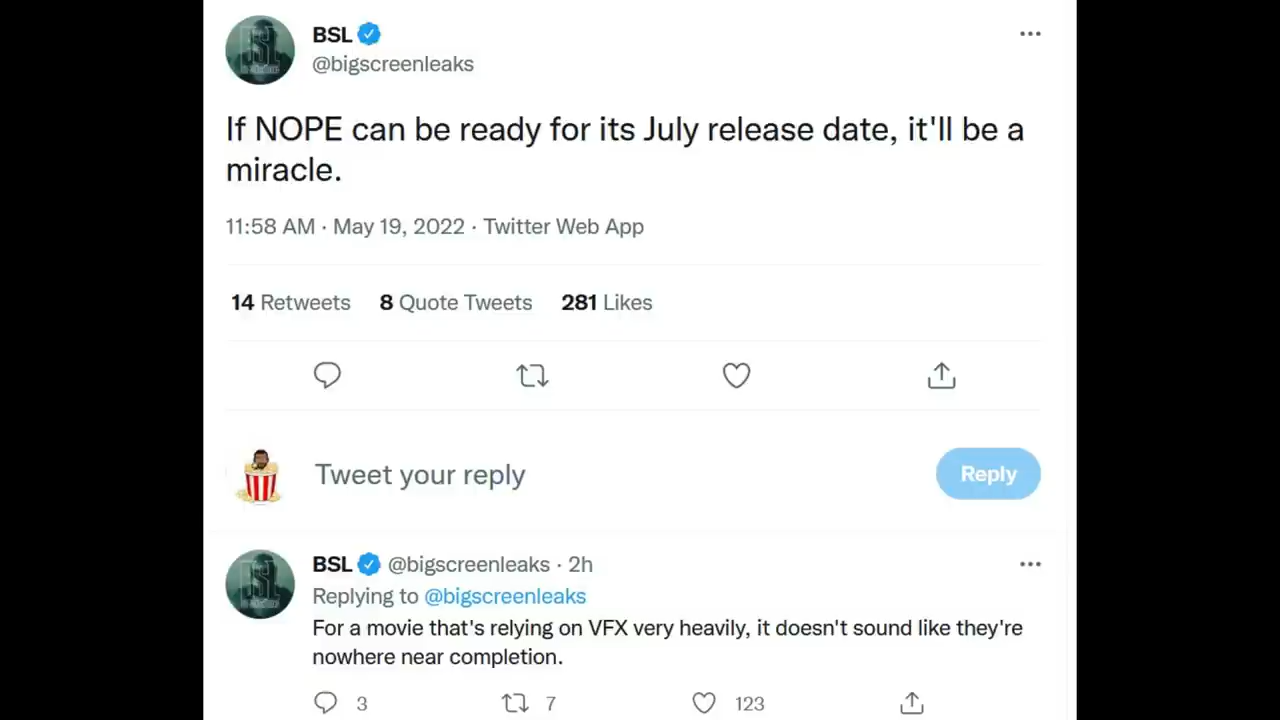 BSL
@bigscreenleaks
If NOPE can be ready for its July release date, it'll be a
miracle.
11:58 AM · May 19, 2022 · Twitter Web App
14 Retweets 8 Quote Tweets 281 Likes
Tweet your reply
Reply
BSL @bigscreenleaks · 2h
Replying to @bigscreenleaks
For a movie that's relying on VFX very heavily, it doesn't sound like they're
nowhere near completion.
3 7 123